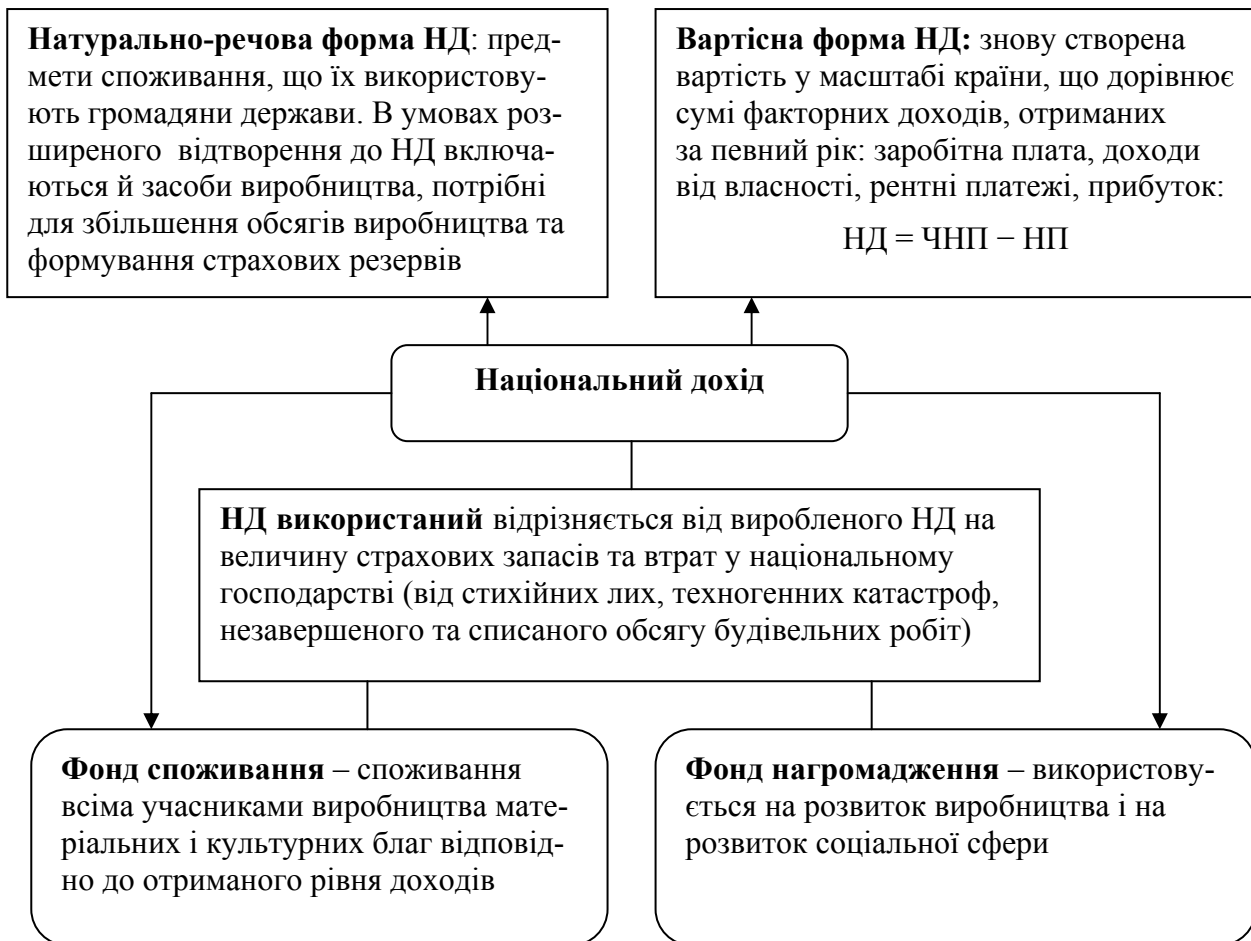 Натурально-речова форма НД: пред-
мети споживання, що їх використову-
ють громадяни держави. В умовах роз-
ширеного відтворення до НД включа-
ються й засоби виробництва, потрібні
для збільшення обсягів виробництва та
формування страхових резервів
Вартісна форма НД: знову створена
вартість у масштабі країни, що дорівнює
сумі факторних доходів, отриманих
за певний рік: заробітна плата, доходи
від власності, рентні платежі, прибуток:
НД = ЧНП − НП
Національний дохід
НД використаний відрізняється від виробленого НД на
величину страхових запасів та втрат у національному
господарстві (від стихійних лих, техногенних катастроф,
незавершеного та списаного обсягу будівельних робіт)
Фонд споживання – споживання
всіма учасниками виробництва мате-
ріальних і культурних благ відповід-
но до отриманого рівня доходів
Фонд нагромадження – використову-
ється на розвиток виробництва і на
розвиток соціальної сфери